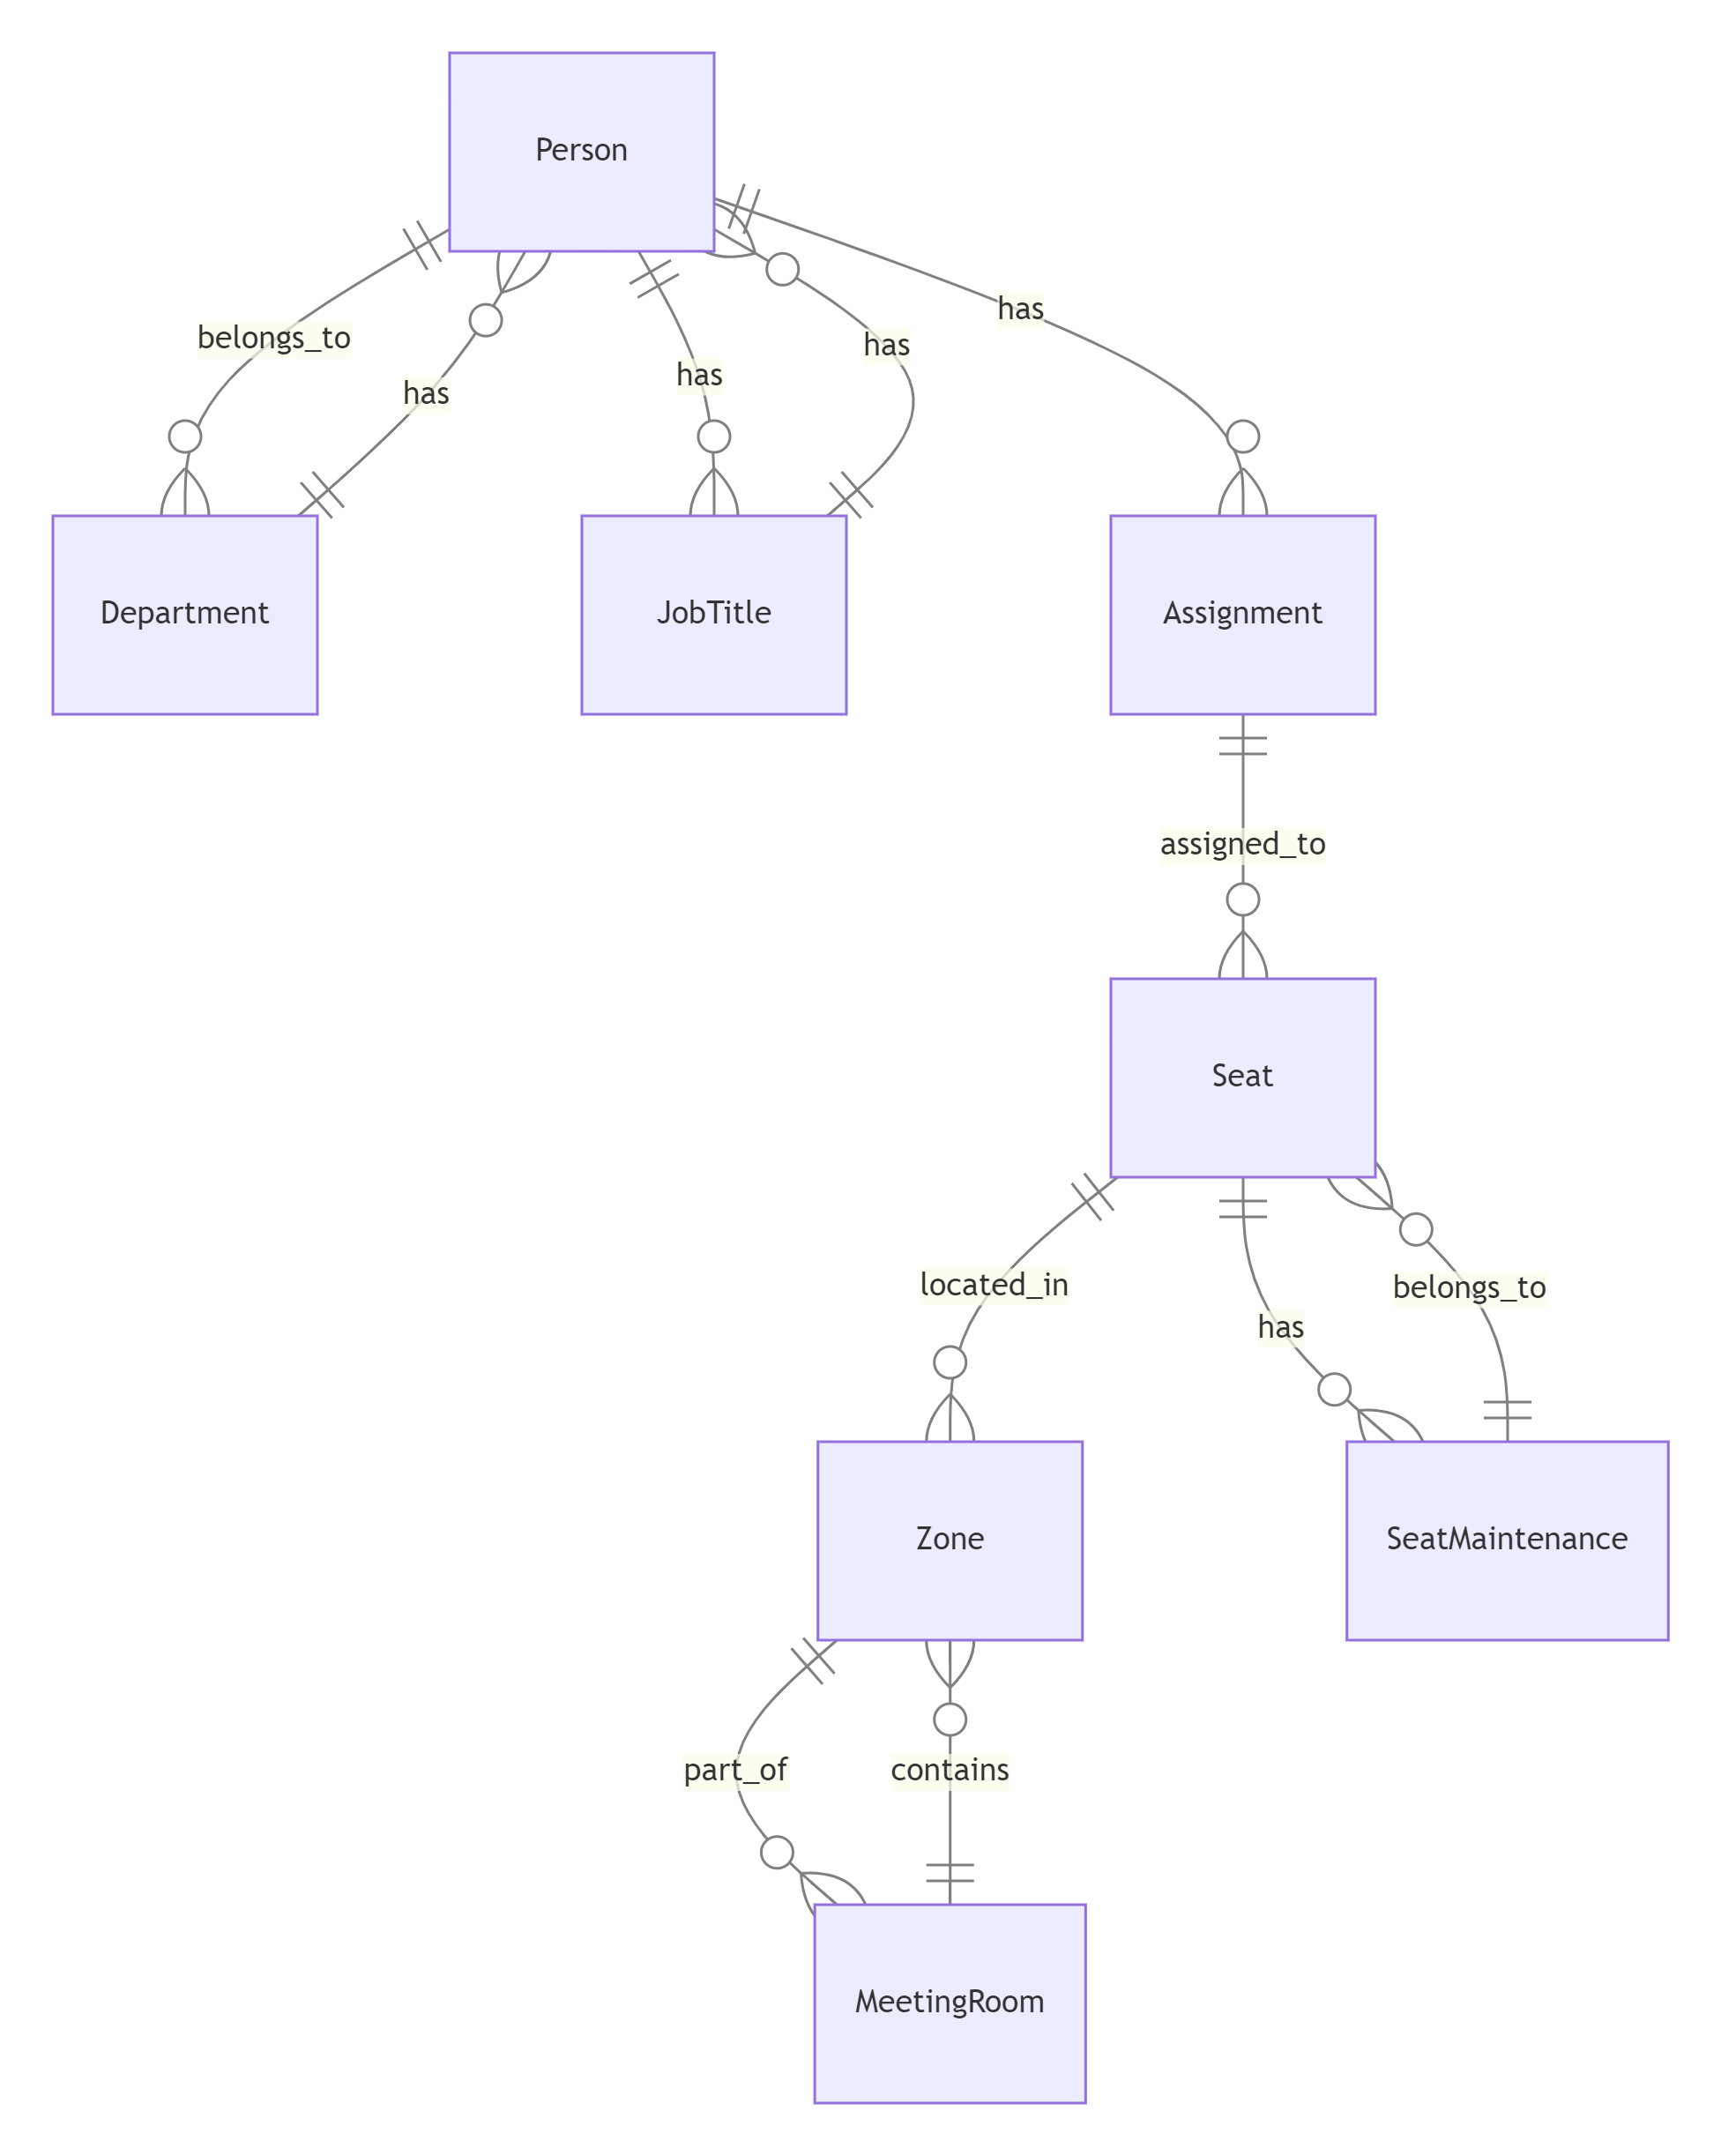 Person
belongs_to
has
has
has
has
Department
JobTitle
Assignment
assigned_to
Seat
located_in
has
belongs_to
Zone
SeatMaintenance
part_of
contains
MeetingRoom